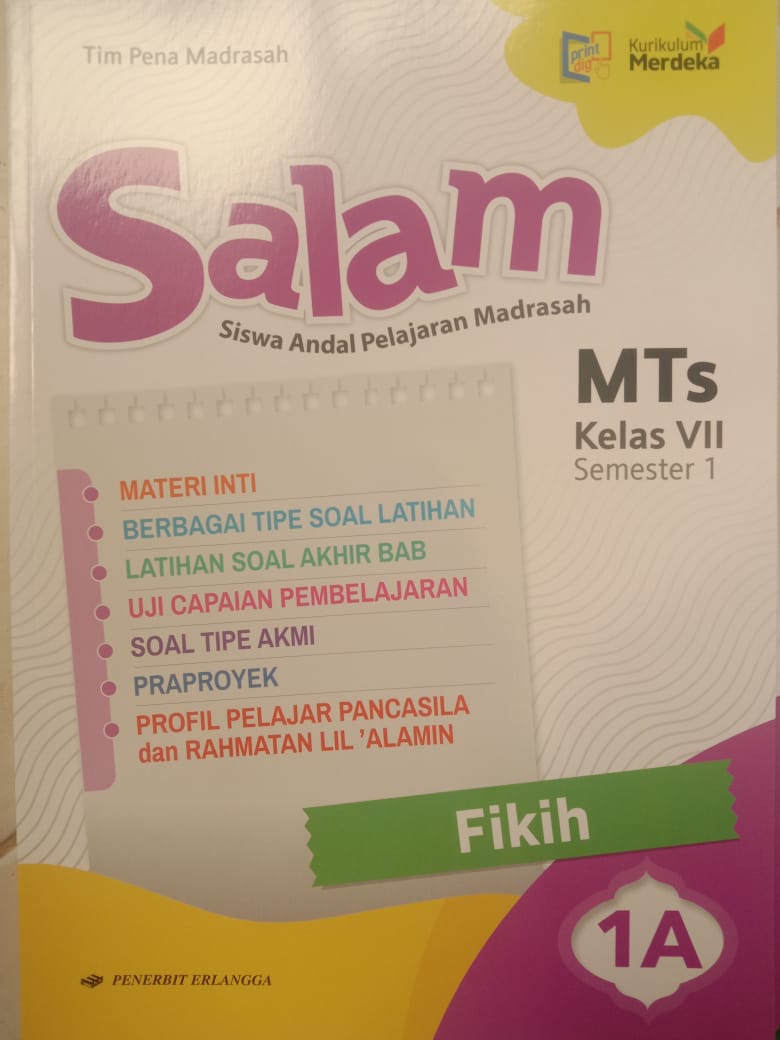 Tim Pena Madrasah
print
dig
Kurikulum
Merdeka
Salam
Siswa Andal Pelajaran Madrasah
MTs
Kelas VII
Semester 1
MATERI INTI
BERBAGAI TIPE SOAL LATIHAN
LATIHAN SOAL AKHIR BAB
UJI CAPAIAN PEMBELAJARAN
SOAL TIPE AKMI
PRAPROYEK
PROFIL PELAJAR PANCASILA
dan RAHMATAN LIL ’ALAMIN
Fikih
1A
PENERBIT ERLANGGA